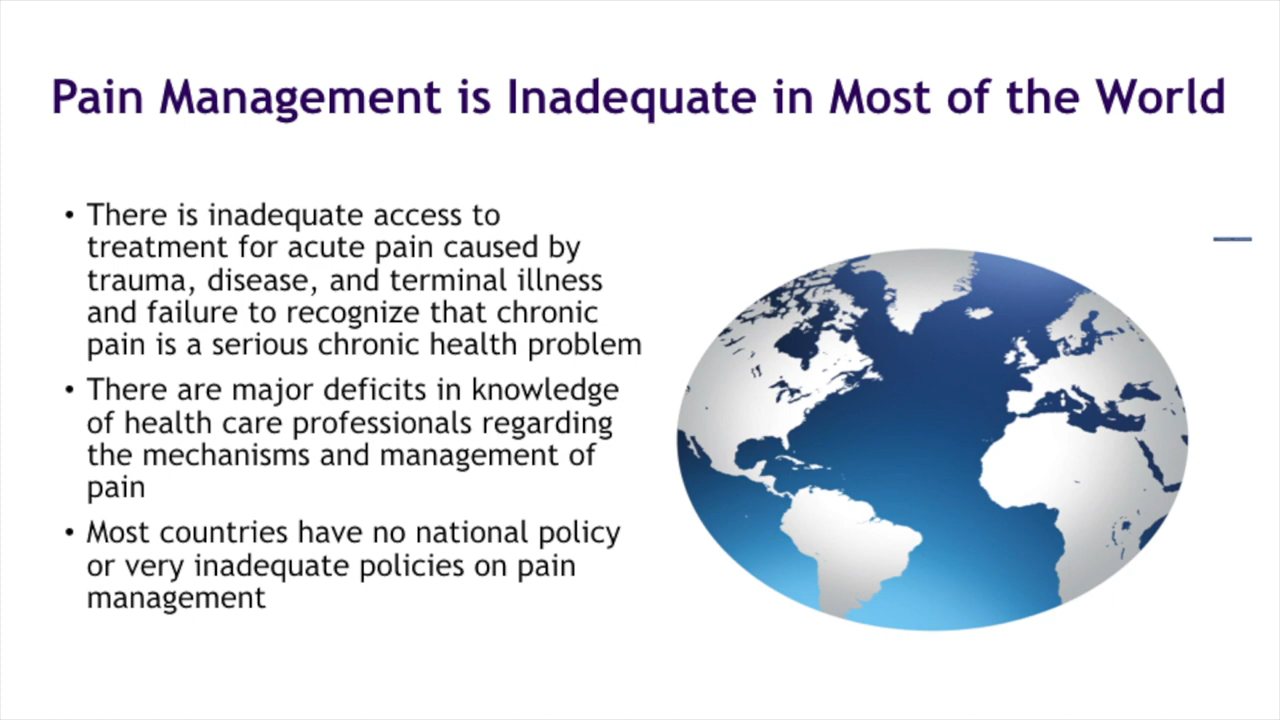 Pain Management is Inadequate in Most of the World
• There is inadequate access to
treatment for acute pain caused by
trauma, disease, and terminal illness
and failure to recognize that chronic
pain is a serious chronic health problem
• There are major deficits in knowledge
of health care professionals regarding
the mechanisms and management of
pain
• Most countries have no national policy
or very inadequate policies on pain
management